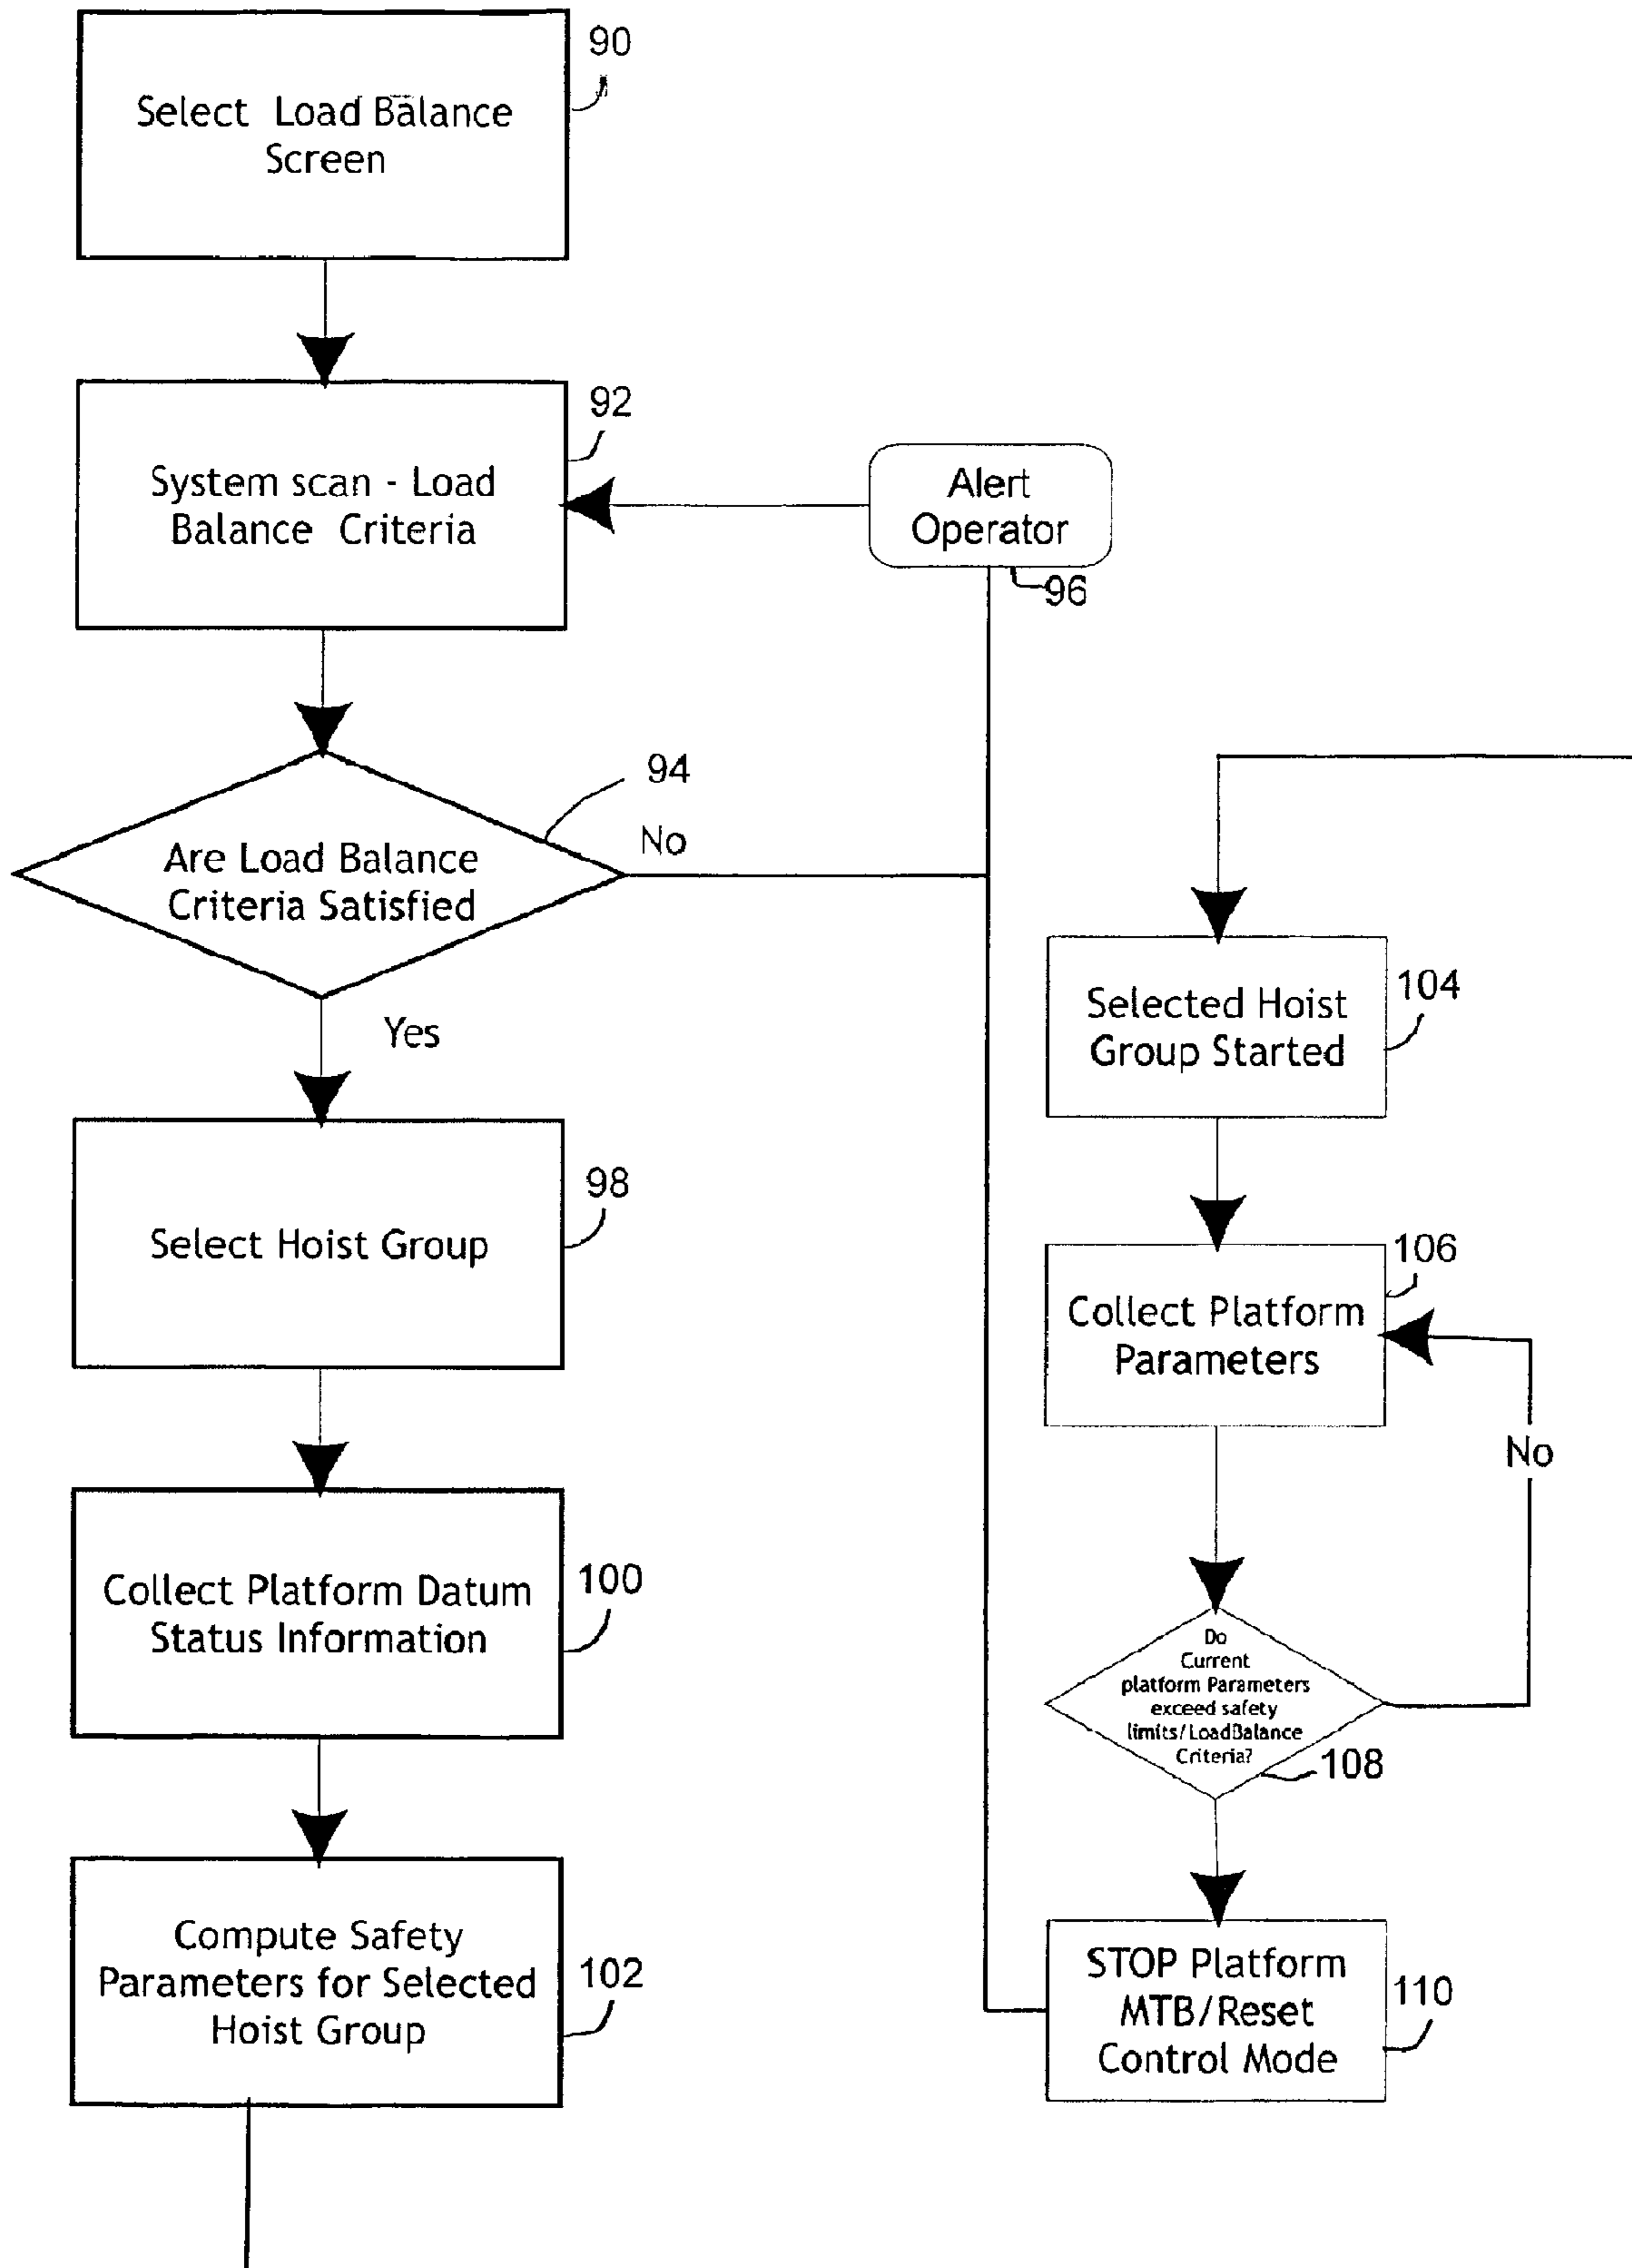 90
Select Load Balance
Screen
92
System scan - Load
Balance Criteria
Alert
Operator
96
94
No
Are Load Balance
Criteria Satisfied
Yes
98
Select Hoist Group
100
Collect Platform Datum
Status Information
102
Compute Safety
Parameters for Selected
Hoist Group
104
Selected Hoist
Group Started
106
Collect Platform
Parameters
No
Do
Current
platform Parameters
exceed safety
limits/LoadBalance
Criteria?
108
STOP Platform
MTB/Reset
Control Mode
110